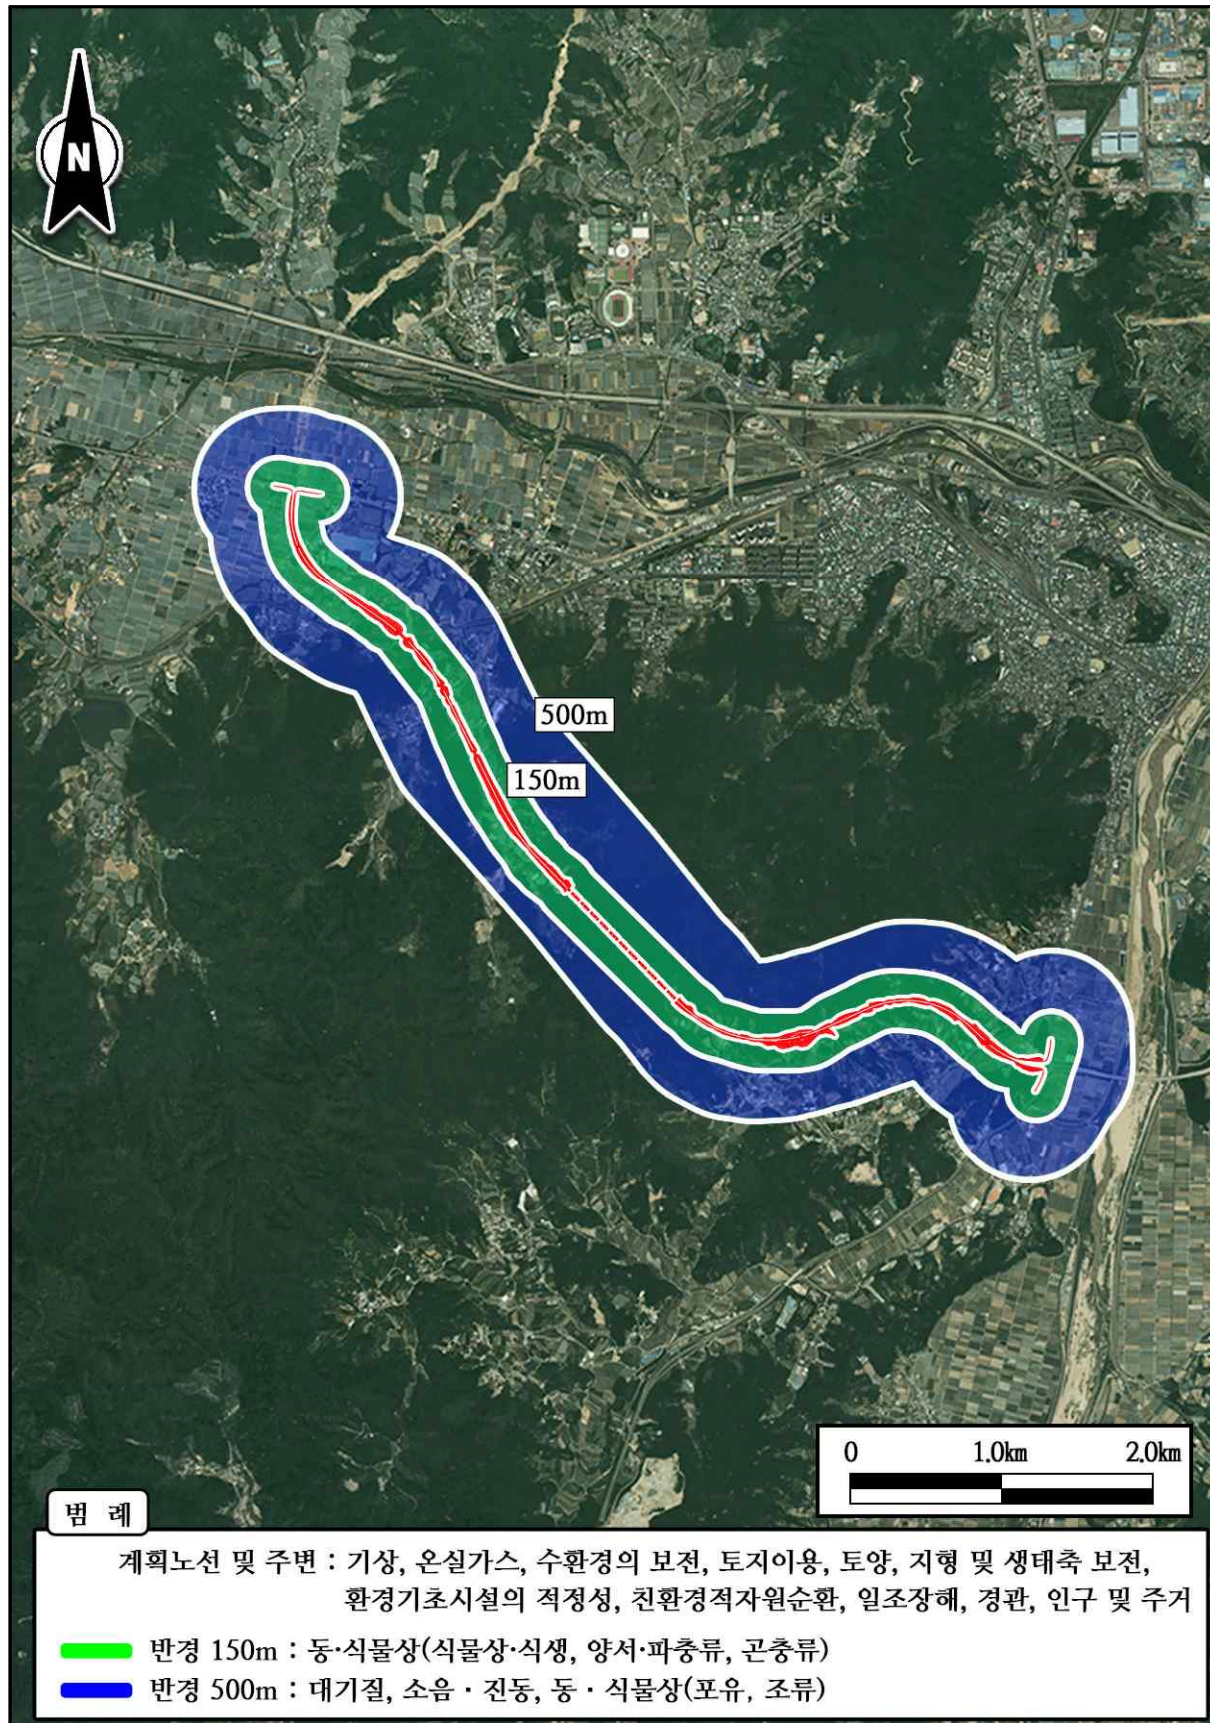 N
500m
150m
0 1.0km 2.0km
범 례
계획노선 및 주변 : 기상, 온실가스, 수환경의 보전, 토지이용, 토양, 지형 및 생태축 보전,
환경기초시설의 적정성, 친환경적자원순환, 일조장해, 경관, 인구 및 주거
반경 150m : 동·식물상(식물상·식생, 양서·파충류, 곤충류)
반경 500m : 대기질, 소음 · 진동, 동 · 식물상(포유, 조류)